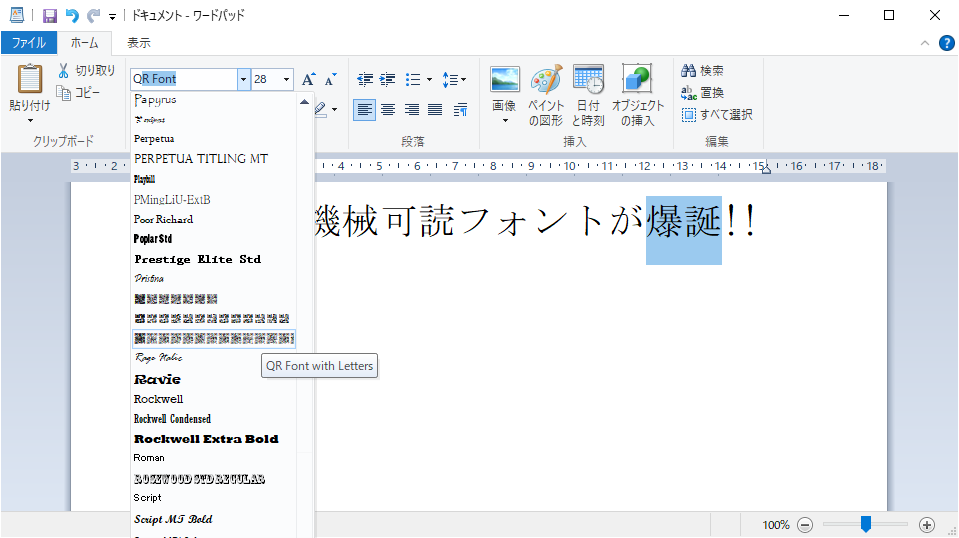 ドキュメント - ワードパッド
ファイル ホーム 表示
貼り付け
切り取り
コピー
クリップボード
QR Font 28
段落
画像
ペイントの図形
日付と時刻
オブジェクトの挿入
挿入
検索
置換
すべて選択
編集
3 2 4 5 6 7 8 9 10 11 12 13 14 15 16 17 18
機械可読フォントが爆誕!!
Papyrus
Perpetua
PERPETUA TITLING MT
Playbill
PMingLiU-ExtB
Poor Richard
Poplar Std
Prestige Elite Std
Pristina
QR Font with Letters
Rage Italic
Ravie
Rockwell
Rockwell Condensed
Rockwell Extra Bold
Roman
ROSEWOOD STD REGULAR
Script
Script MT Bold
100%